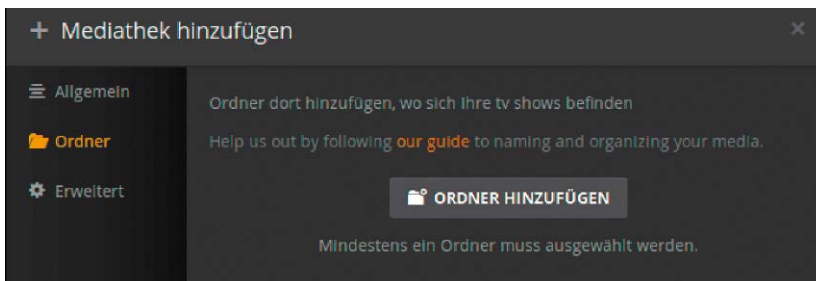 Mediathek hinzufügen
Allgemein
Ordner
Erweitert
Ordner dort hinzufügen, wo sich Ihre tv shows befinden
Help us out by following our guide to naming and organizing your media.
ORDNER HINZUFÜGEN
Mindestens ein Ordner muss ausgewählt werden.